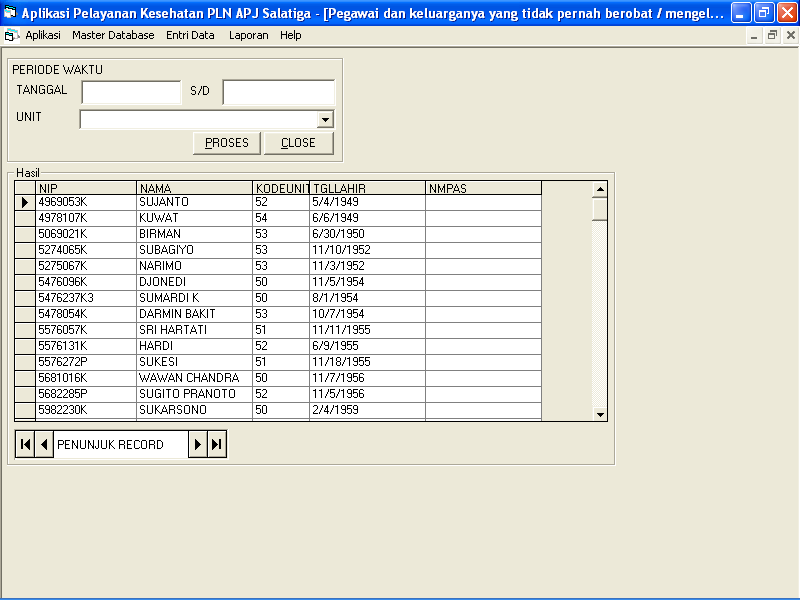 Aplikasi Pelayanan Kesehatan PLN APJ Salatiga - [Pegawai dan keluarganya yang tidak pernah berobat / mengel...
Aplikasi Master Database Entri Data Laporan Help
PERIODE WAKTU
TANGGAL S/D
UNIT
PROSES CLOSE
Hasil
NIP NAMA KODEUNIT TGLLAHIR NMPAS
4969053K SUJANTO 52 5/4/1949
4978107K KUWAT 54 6/6/1949
5069021K BIRMAN 53 6/30/1950
5274065K SUBAGIYO 53 11/10/1952
5275067K NARIMO 53 11/3/1952
5476096K DJONEDI 50 11/5/1954
5476237K3 SUMARDI K 50 8/1/1954
5478054K DARMIN BAKIT 53 10/7/1954
5576057K SRI HARTATI 51 11/11/1955
5576131K HARDI 52 6/9/1955
5576272P SUKESI 51 11/18/1955
5681016K WAWAN CHANDRA 50 11/7/1956
5682285P SUGITO PRANOTO 52 11/5/1956
5982230K SUKARSONO 50 2/4/1959
PENUNJUK RECORD